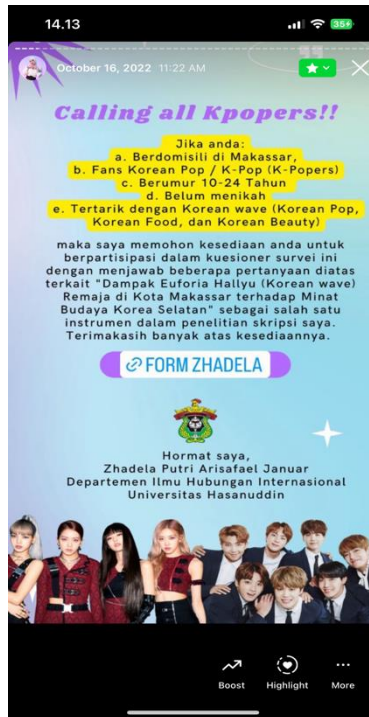 14.13
35+
October 16, 2022 11:22 AM
Calling all Kpopers!!
Jika anda:
a. Berdomisili di Makassar,
b. Fans Korean Pop / K-Pop (K-Popers)
c. Berumur 10-24 Tahun
d. Belum menikah
e. Tertarik dengan Korean wave (Korean Pop,
Korean Food, dan Korean Beauty)
maka saya memohon kesediaan anda untuk
berpartisipasi dalam kuesioner survei ini
dengan menjawab beberapa pertanyaan diatas
terkait "Dampak Euforia Hallyu (Korean wave)
Remaja di Kota Makassar terhadap Minat
Budaya Korea Selatan" sebagai salah satu
instrumen dalam penelitian skripsi saya.
Terimakasih banyak atas kesediaannya.
FORM ZHADELA
Hormat saya,
Zhadela Putri Arisafael Januar
Departemen Ilmu Hubungan Internasional
Universitas Hasanuddin
Boost Highlight More